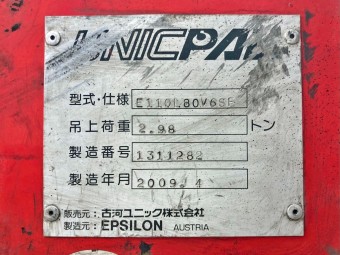 UNICPAL
型式・仕様 E110L80V6SE
吊上荷重 2.98 トン
製造番号 1311282
製造年月 2009.4
販売元：古河ユニック株式会社
製造元：EPSILON AUSTRIA